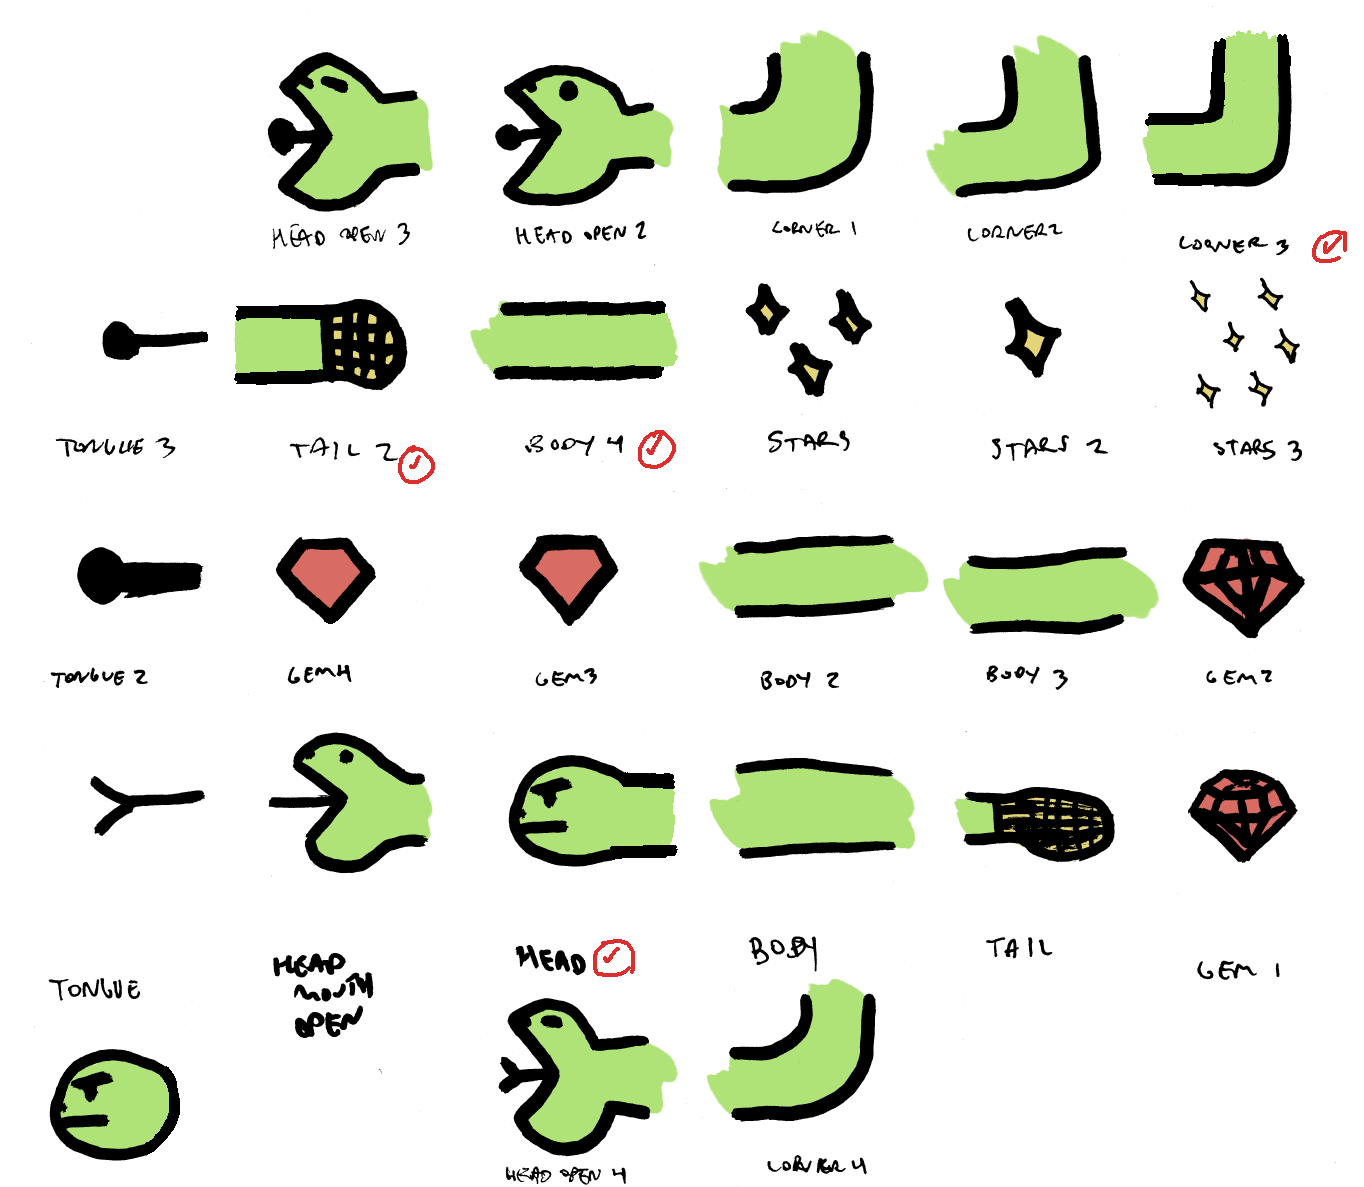 HEAD OPEN 3
HEAD OPEN 2
CORNER 1
CORNER 2
CORNER 3
TONGUE 3
TAIL 2
BODY 4
STARS
STARS 2
STARS 3
TONGUE 2
GEM 4
GEM 3
BODY 2
BODY 3
GEM 2
TONGUE
HEAD
MOUTH
OPEN
HEAD
BODY
TAIL
GEM 1
HEAD OPEN 4
CORNER 4